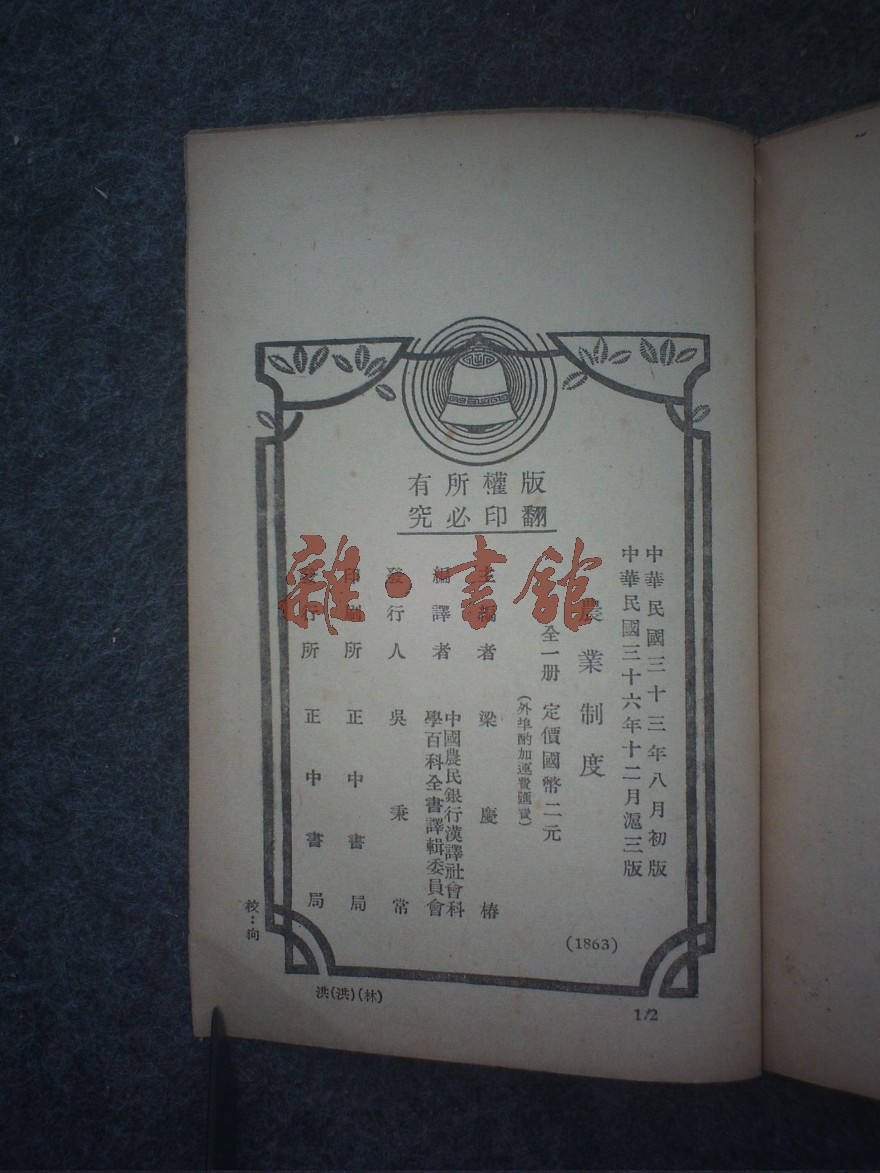 版權所有
翻印必究
中華民國三十三年八月初版
中華民國三十六年十二月滬三版
農業制度
全一册 定價國幣二元
(外埠酌加運費匯費)
主編者 梁慶椿
編譯者 中國農民銀行漢譯社會科
學百科全書譯輯委員會
發行人 吳秉常
印刷所 正中書局
發行所 正中書局
(1863)
校:向
洪(洪)(林)
1/2
雜·書館